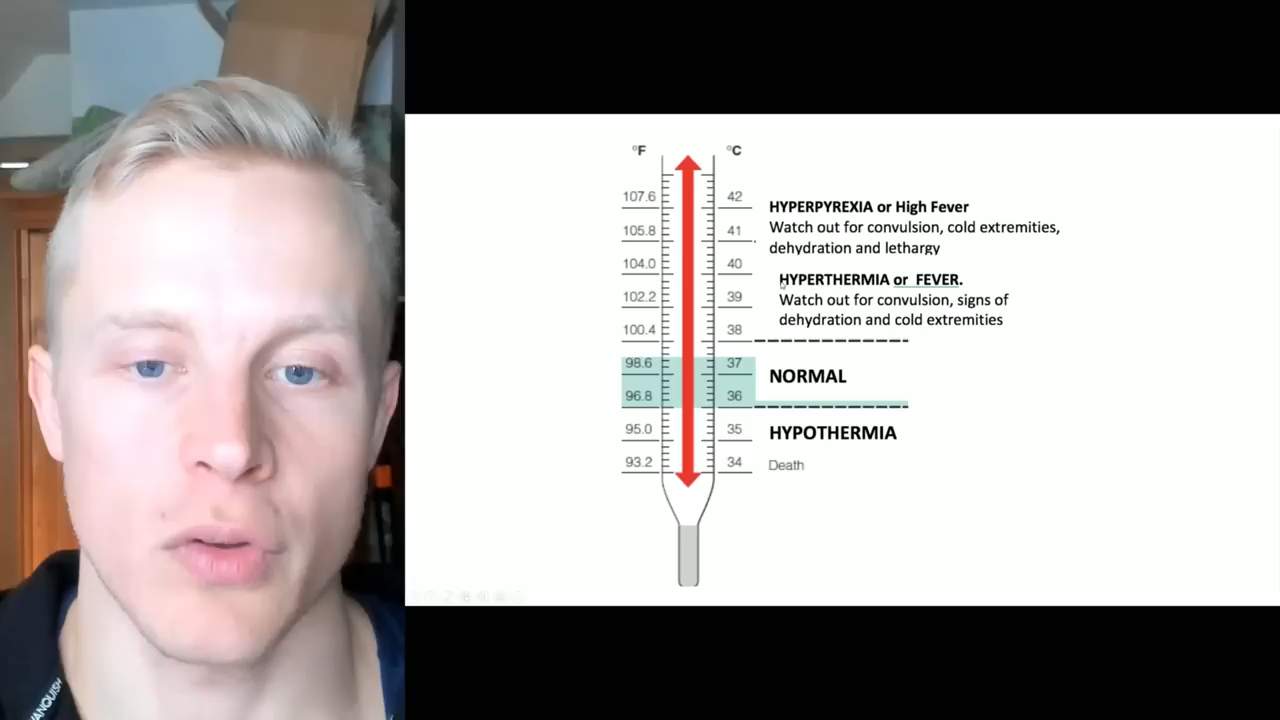 °F °C
107.6 42
105.8 41
104.0 40
102.2 39
100.4 38
98.6 37
96.8 36
95.0 35
93.2 34
HYPERPYREXIA or High Fever
Watch out for convulsion, cold extremities,
dehydration and lethargy
HYPERTHERMIA or FEVER.
Watch out for convulsion, signs of
dehydration and cold extremities
NORMAL
HYPOTHERMIA
Death
VANQUISH